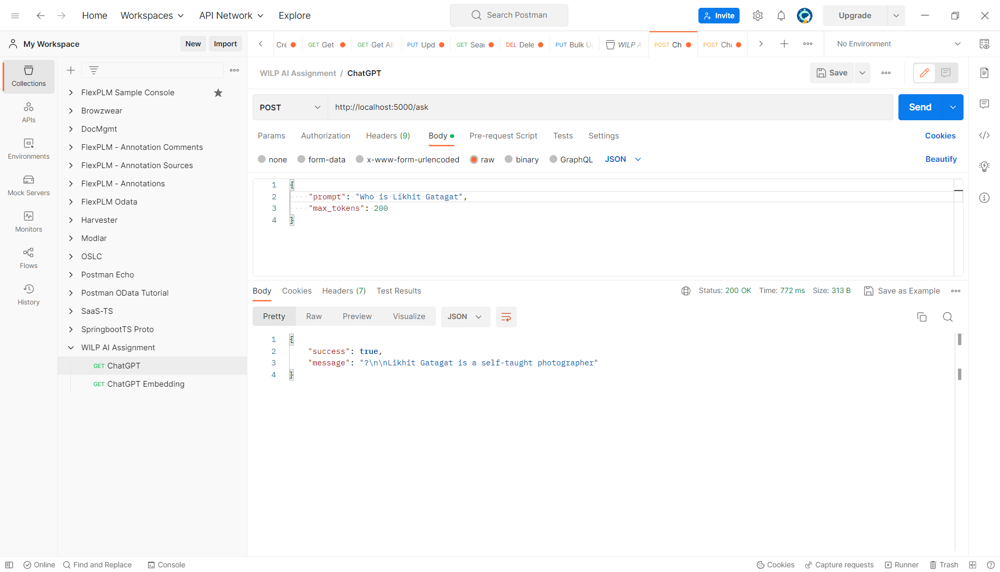 Home Workspaces API Network Explore Search Postman Invite Upgrade
My Workspace New Import
Cre GET Get GET Get All PUT Upd GET Sear DEL Dele PUT Bulk U WILP A POST Ch POST Cha No Environment
Collections
APIs
Environments
Mock Servers
Monitors
Flows
History
FlexPLM Sample Console
Browzwear
DocMgmt
FlexPLM - Annotation Comments
FlexPLM - Annotation Sources
FlexPLM - Annotations
FlexPLM Odata
Harvester
Modlar
OSLC
Postman Echo
Postman OData Tutorial
SaaS-TS
SpringbootTS Proto
WILP AI Assignment
GET ChatGPT
GET ChatGPT Embedding
WILP AI Assignment / ChatGPT Save
POST http://localhost:5000/ask Send
Params Authorization Headers (9) Body Pre-request Script Tests Settings Cookies
none form-data x-www-form-urlencoded raw binary GraphQL JSON Beautify
1 {
2 "prompt": "Who is Likhit Gatagat",
3 "max_tokens": 200
4 }
Body Cookies Headers (7) Test Results Status: 200 OK Time: 772 ms Size: 313 B Save as Example
Pretty Raw Preview Visualize JSON
1 {
2 "success": true,
3 "message": "?\n\nLikhit Gatagat is a self-taught photographer"
4 }
Online Find and Replace Console Cookies Capture requests Runner Trash